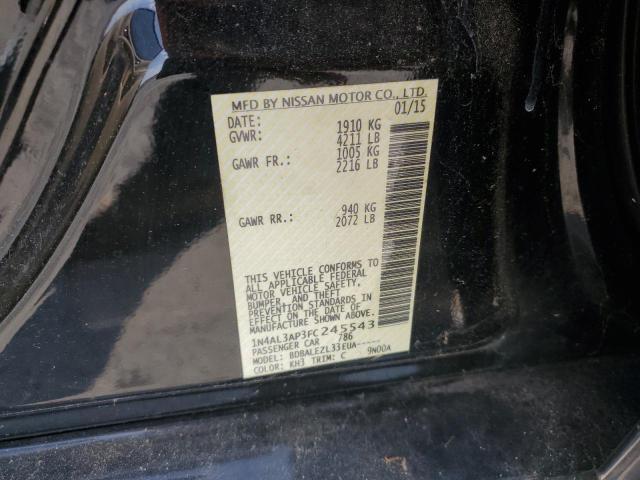 MFD BY NISSAN MOTOR CO., LTD.
DATE: 01/15
GVWR: 1910 KG
4211 LB
GAWR FR.: 1005 KG
2216 LB
GAWR RR.: 940 KG
2072 LB
THIS VEHICLE CONFORMS TO
ALL APPLICABLE FEDERAL
MOTOR VEHICLE SAFETY,
BUMPER, AND THEFT
PREVENTION STANDARDS IN
EFFECT ON THE DATE OF
MANUFACTURE SHOWN ABOVE.
1N4AL3AP3FC245543
PASSENGER CAR 786
MODEL: BDBALEZL33EUA-----
COLOR: KH3 TRIM: C 9N00A